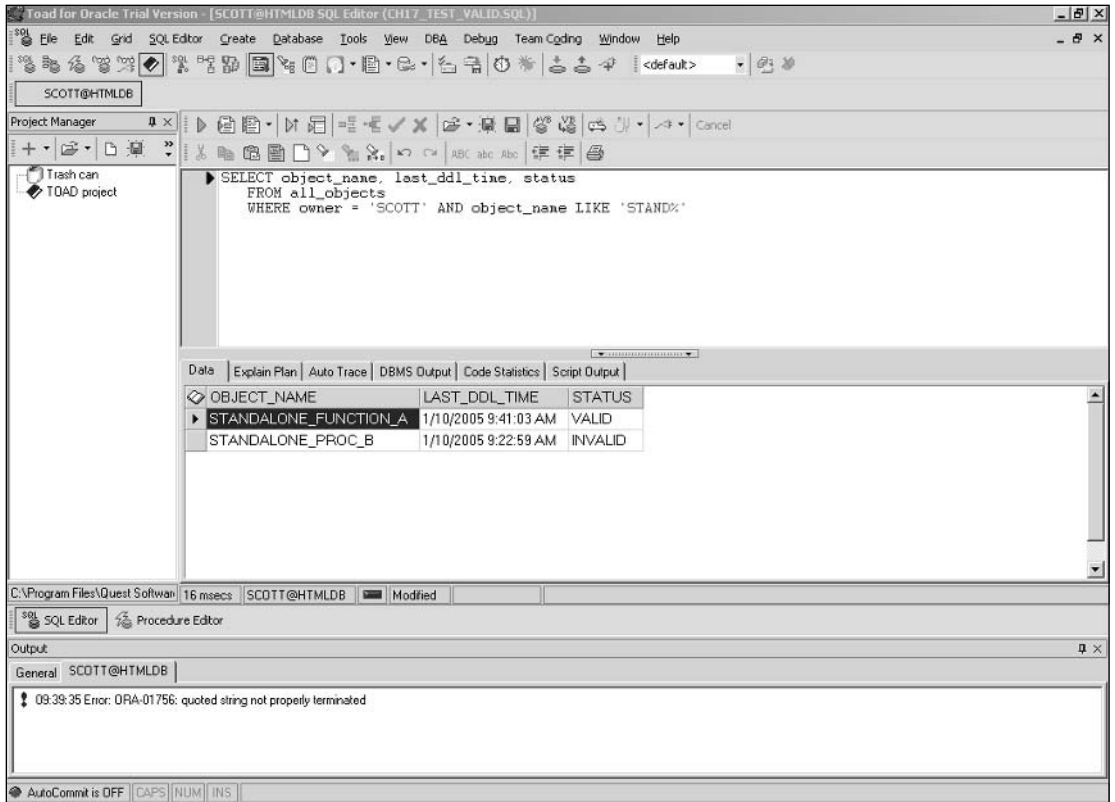 Toad for Oracle Trial Version - [SCOTT@HTMLDB SQL Editor (CH17_TEST_VALID.SQL)]
File Edit Grid SQL Editor Create Database Tools View DBA Debug Team Coding Window Help
<default>
SCOTT@HTMLDB
Project Manager
Cancel
ABC abc Abc
Trash can
TOAD project
SELECT object_name, last_ddl_time, status
FROM all_objects
WHERE owner = 'SCOTT' AND object_name LIKE 'STAND%'
Data Explain Plan Auto Trace DBMS Output Code Statistics Script Output
OBJECT_NAME LAST_DDL_TIME STATUS
STANDALONE_FUNCTION_A 1/10/2005 9:41:03 AM VALID
STANDALONE_PROC_B 1/10/2005 9:22:59 AM INVALID
C:\Program Files\Quest Softwar 16 msecs SCOTT@HTMLDB Modified
SQL Editor Procedure Editor
Output
General SCOTT@HTMLDB
09:39:35 Error: ORA-01756: quoted string not properly terminated
AutoCommit is OFF CAPS NUM INS